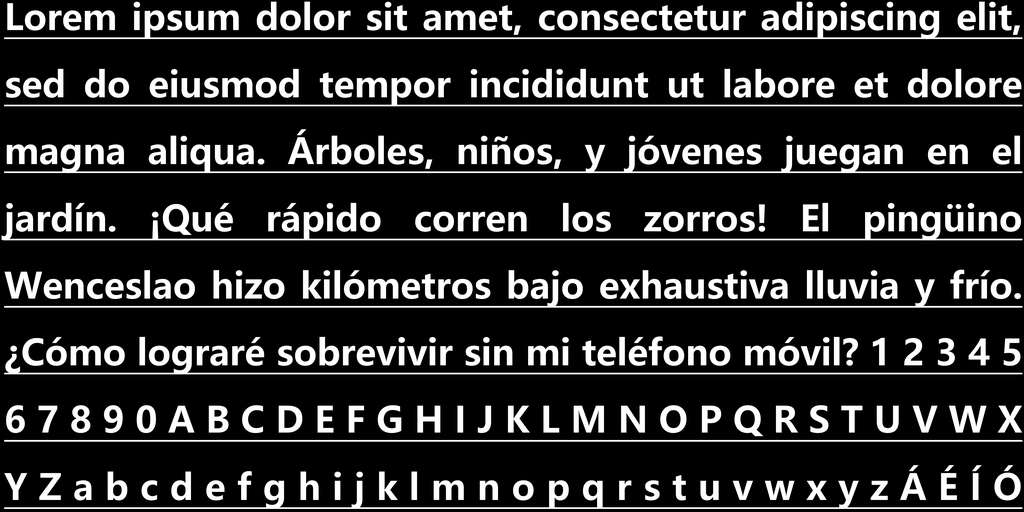 Lorem ipsum dolor sit amet, consectetur adipiscing elit,
sed do eiusmod tempor incididunt ut labore et dolore
magna aliqua. Árboles, niños, y jóvenes juegan en el
jardín. ¡Qué rápido corren los zorros! El pingüino
Wenceslao hizo kilómetros bajo exhaustiva lluvia y frío.
¿Cómo lograré sobrevivir sin mi teléfono móvil? 1 2 3 4 5
6 7 8 9 0 A B C D E F G H I J K L M N O P Q R S T U V W X
Y Z a b c d e f g h i j k l m n o p q r s t u v w x y z Á É Í Ó